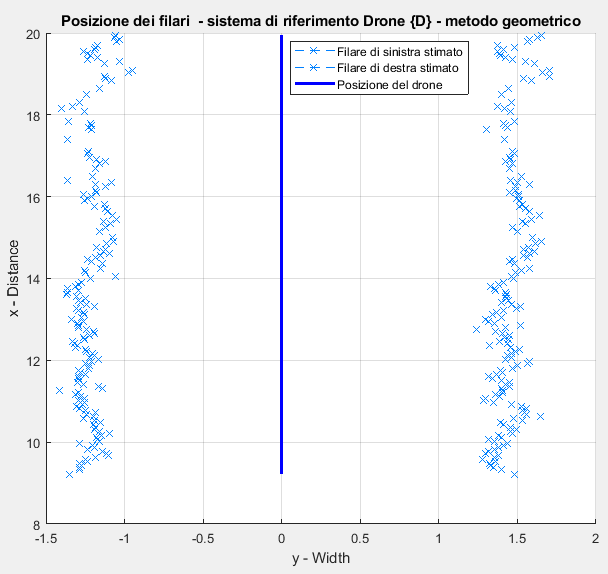 Posizione dei filari - sistema di riferimento Drone {D} - metodo geometrico
Filare di sinistra stimato
Filare di destra stimato
Posizione del drone
x - Distance
20
18
16
14
12
10
8
-1.5 -1 -0.5 0 0.5 1 1.5 2
y - Width